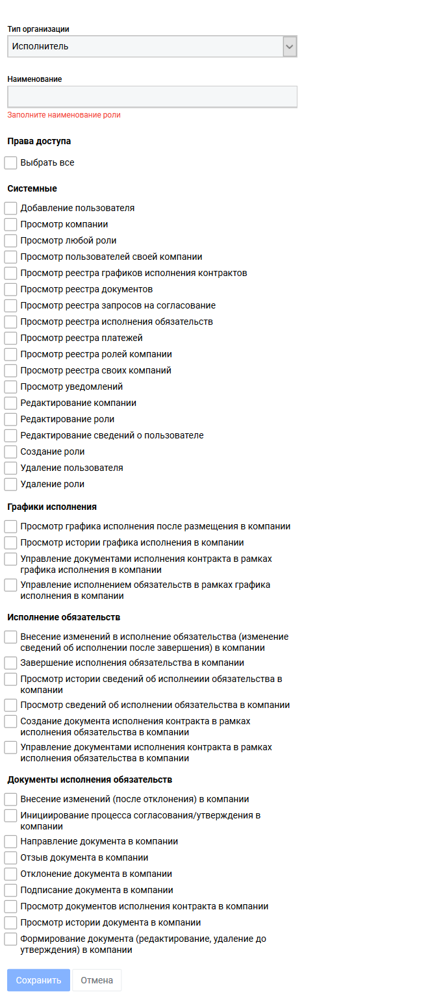 Тип организации
Исполнитель
Наименование
Заполните наименование роли
Права доступа
Выбрать все
Системные
Добавление пользователя
Просмотр компании
Просмотр любой роли
Просмотр пользователей своей компании
Просмотр реестра графиков исполнения контрактов
Просмотр реестра документов
Просмотр реестра запросов на согласование
Просмотр реестра исполнения обязательств
Просмотр реестра платежей
Просмотр реестра ролей компании
Просмотр реестра своих компаний
Просмотр уведомлений
Редактирование компании
Редактирование роли
Редактирование сведений о пользователе
Создание роли
Удаление пользователя
Удаление роли
Графики исполнения
Просмотр графика исполнения после размещения в компании
Просмотр истории графика исполнения в компании
Управление документами исполнения контракта в рамках
графика исполнения в компании
Управление исполнением обязательств в рамках графика
исполнения в компании
Исполнение обязательств
Внесение изменений в исполнение обязательства (изменение
сведений об исполнении после завершения) в компании
Завершение исполнения обязательства в компании
Просмотр истории сведений об исполнеиии обязательства в
компании
Просмотр сведений об исполнении обязательства в компании
Создание документа исполнения контракта в рамках
исполнения обязательства в компании
Управление документами исполнения контракта в рамках
исполнения обязательства в компании
Документы исполнения обязательств
Внесение изменений (после отклонения) в компании
Инициирование процесса согласования/утверждения в
компании
Направление документа в компании
Отзыв документа в компании
Отклонение документа в компании
Подписание документа в компании
Просмотр документов исполнения контракта в компании
Просмотр истории документа в компании
Формирование документа (редактирование, удаление до
утверждения) в компании
Сохранить Отмена